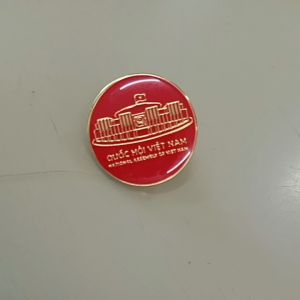 QUỐC HỘI VIỆT NAM
NATIONAL ASSEMBLY OF VIET NAM